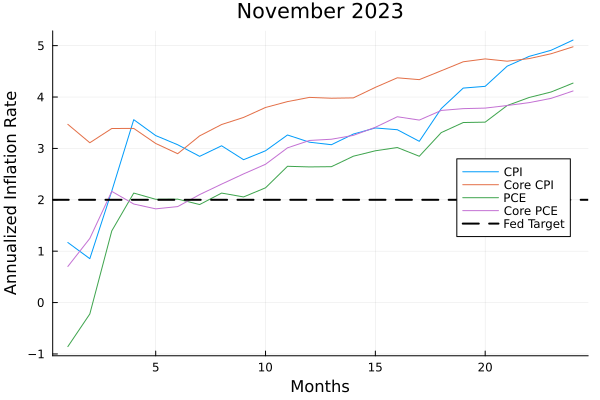 November 2023
Annualized Inflation Rate
5
4
3
2
1
0
−1
CPI
Core CPI
PCE
Core PCE
Fed Target
5
10
15
20
Months